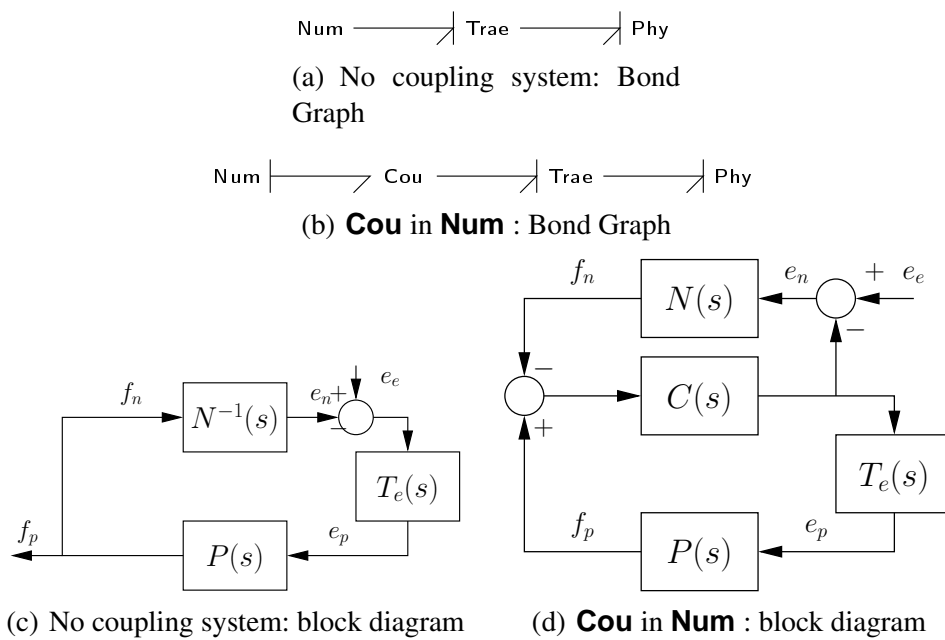 Num Trae Phy
(a) No coupling system: Bond
Graph
Num Cou Trae Phy
(b) Cou in Num : Bond Graph
f_n N^{-1}(s) e_n + − e_e
T_e(s)
f_p P(s) e_p
(c) No coupling system: block diagram
f_n N(s) e_n + e_e
− −
C(s)
+
T_e(s)
f_p P(s) e_p
(d) Cou in Num : block diagram